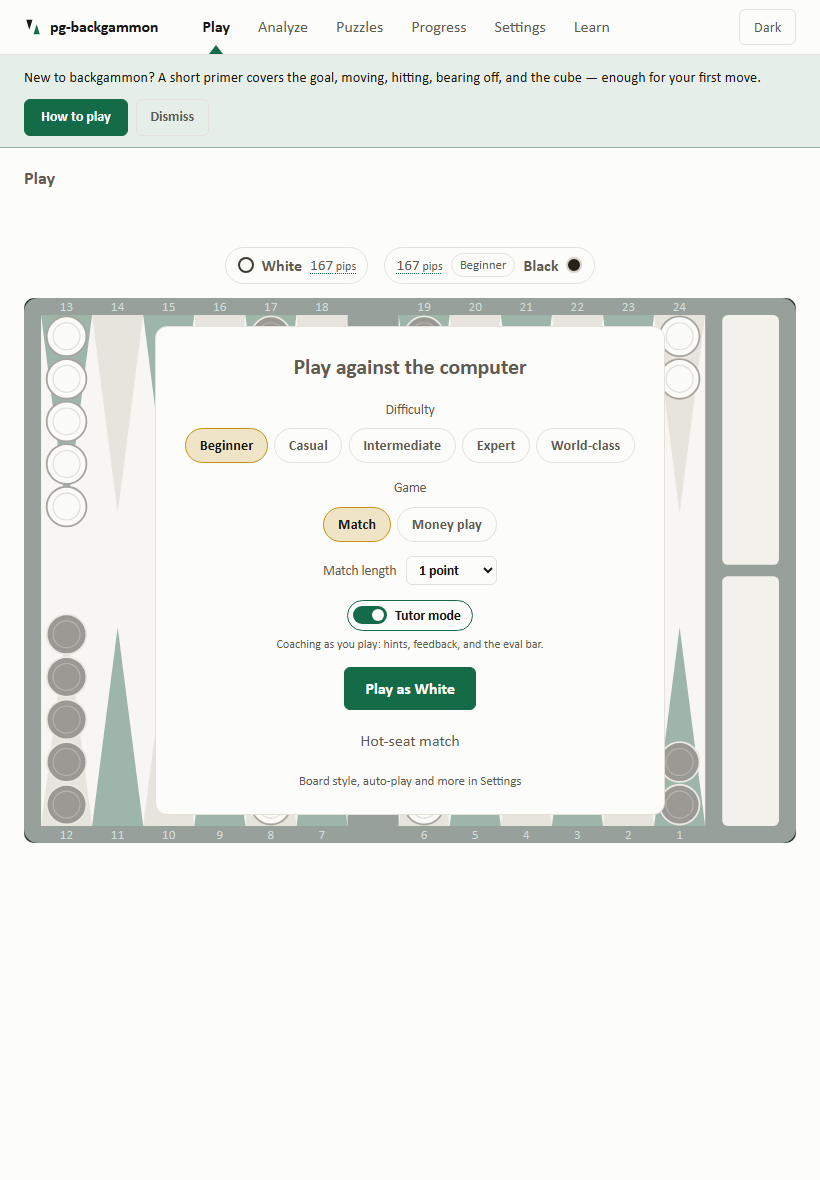 pg-backgammon Play Analyze Puzzles Progress Settings Learn Dark
New to backgammon? A short primer covers the goal, moving, hitting, bearing off, and the cube — enough for your first move.
How to play Dismiss
Play
White 167 pips 167 pips Beginner Black
13 14 15 16 17 18 19 20 21 22 23 24
Play against the computer
Difficulty
Beginner Casual Intermediate Expert World-class
Game
Match Money play
Match length 1 point
Tutor mode
Coaching as you play: hints, feedback, and the eval bar.
Play as White
Hot-seat match
Board style, auto-play and more in Settings
12 11 10 9 8 7 6 5 4 3 2 1